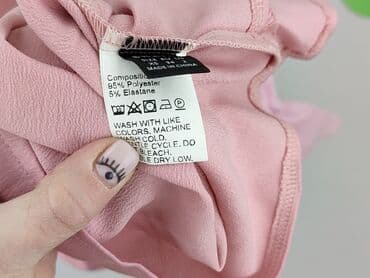 MADE IN CHINA
Composition
95% Polyester
5% Elastane
WASH WITH LIKE
COLORS. MACHINE
WASH COLD.
CYCLE. DO
BLEACH.
DRY LOW.